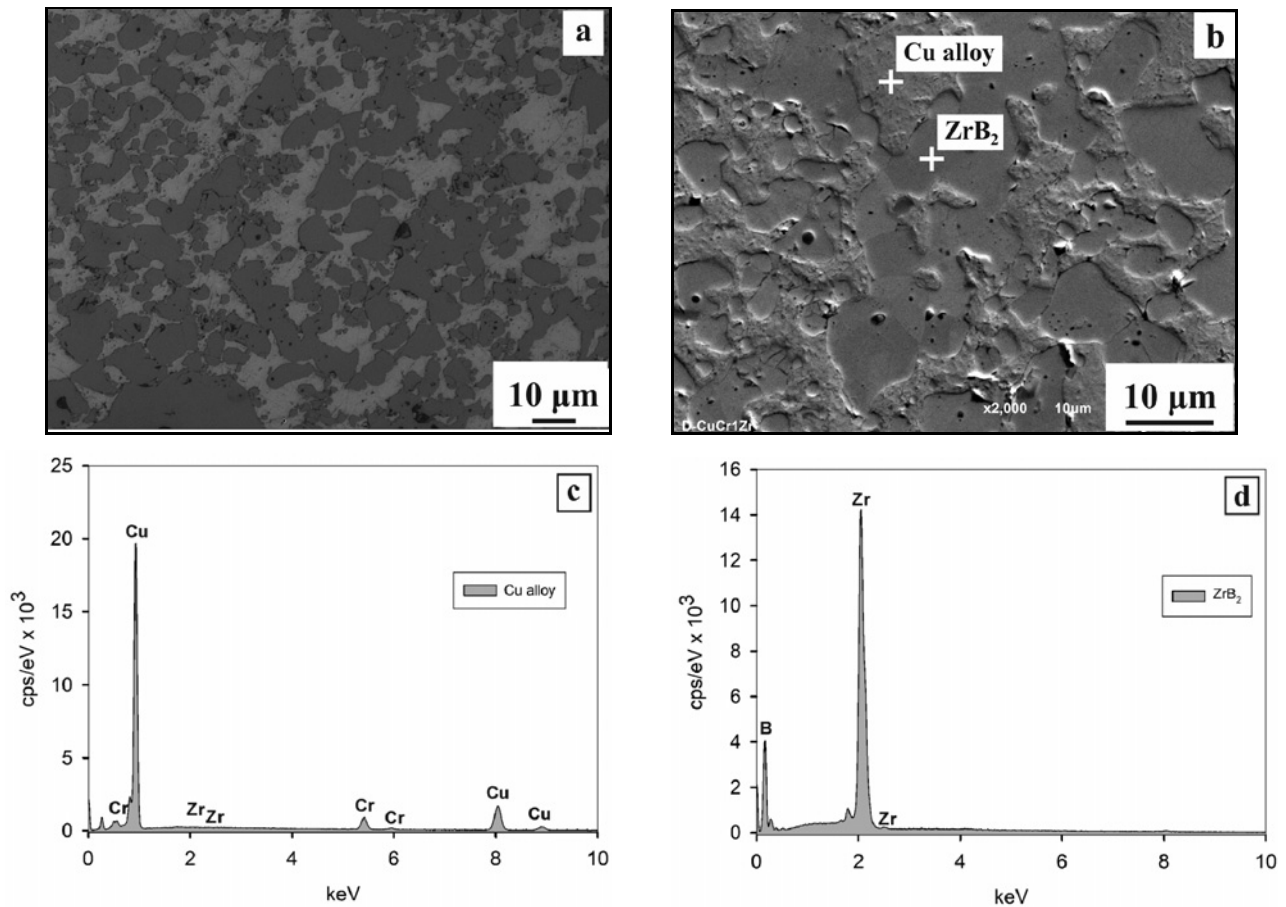 a
10 µm
b
Cu alloy
ZrB₂
x2,000 10µm
10 µm
D-CuCr1Zr
c
25
20
15
10
5
0
cps/eV x 10³
Cu
Cu alloy
Cr
Zr
Zr
Cr
Cr
Cu
Cu
0 2 4 6 8 10
keV
d
16
14
12
10
8
6
4
2
0
cps/eV x 10³
Zr
ZrB₂
B
Zr
0 2 4 6 8 10
keV